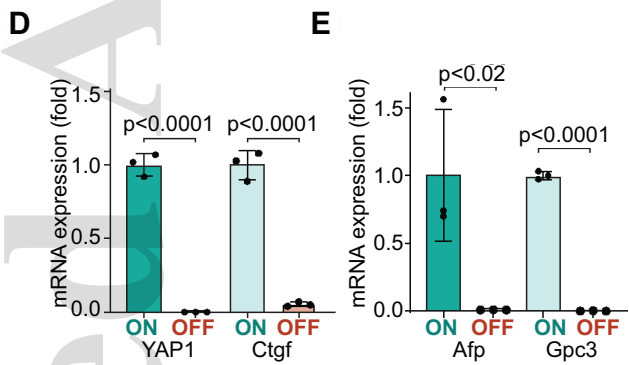 D
mRNA expression (fold)
1.5
1.0
0.5
0.0
p<0.0001
p<0.0001
ON OFF ON OFF
YAP1 Ctgf
E
mRNA expression (fold)
1.5
1.0
0.5
0.0
p<0.02
p<0.0001
ON OFF ON OFF
Afp Gpc3